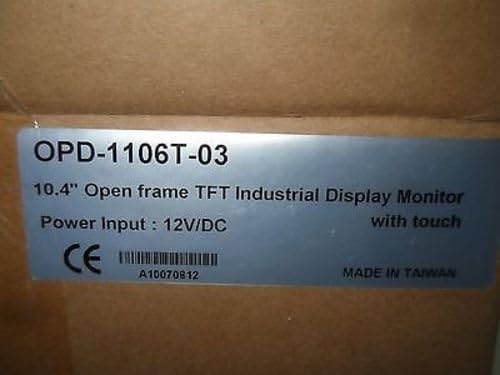 OPD-1106T-03
10.4" Open frame TFT Industrial Display Monitor
with touch
Power Input : 12V/DC
CE
A10070812
MADE IN TAIWAN